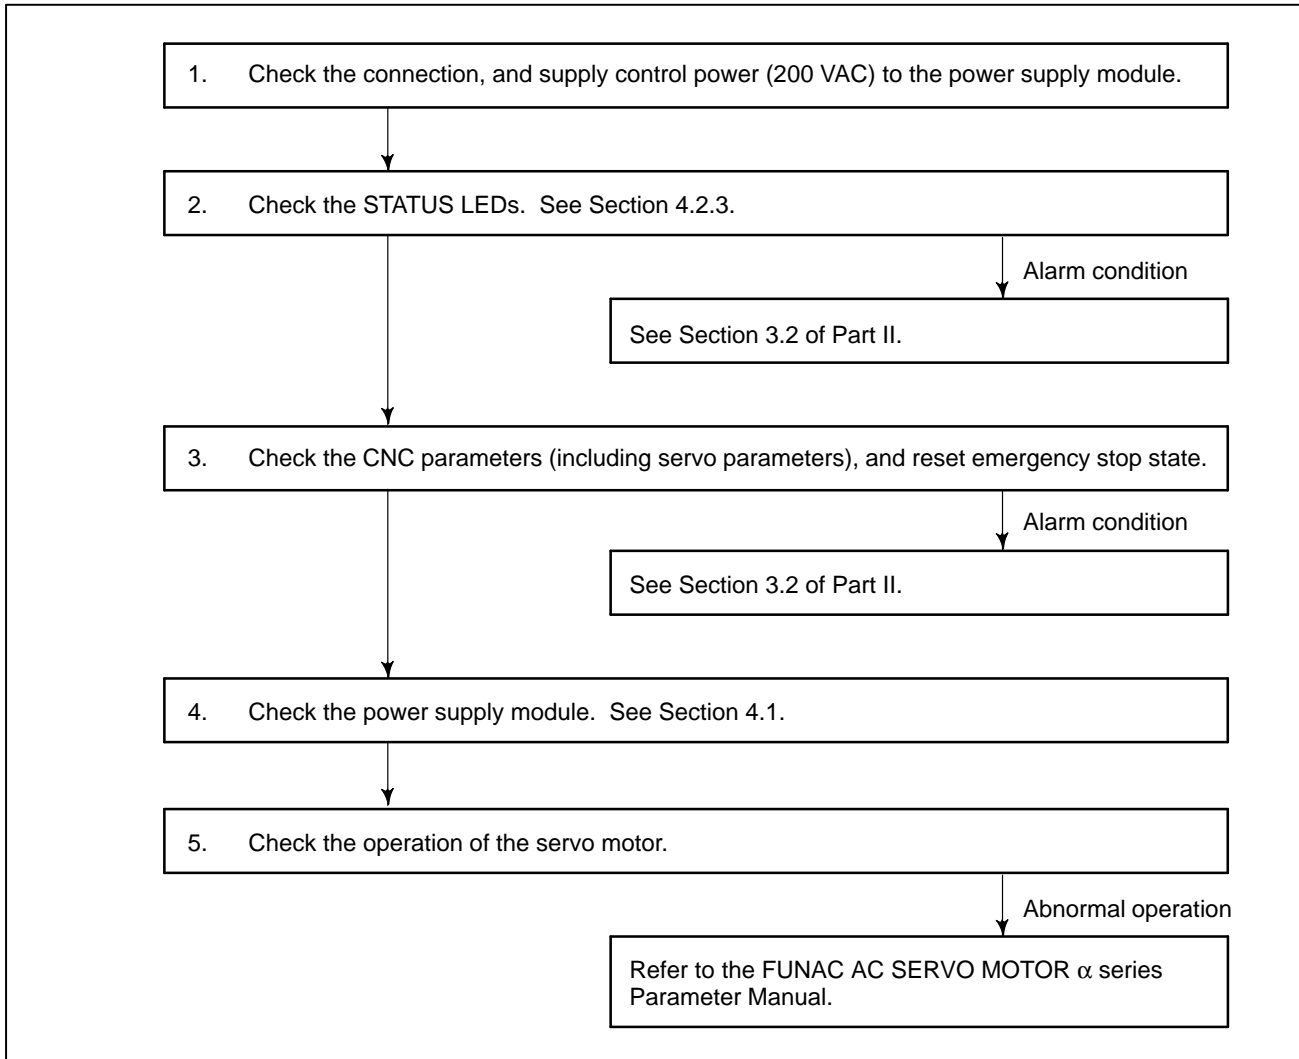 1. Check the connection, and supply control power (200 VAC) to the power supply module.
2. Check the STATUS LEDs. See Section 4.2.3.
Alarm condition
See Section 3.2 of Part II.
3. Check the CNC parameters (including servo parameters), and reset emergency stop state.
Alarm condition
See Section 3.2 of Part II.
4. Check the power supply module. See Section 4.1.
5. Check the operation of the servo motor.
Abnormal operation
Refer to the FUNAC AC SERVO MOTOR α series
Parameter Manual.